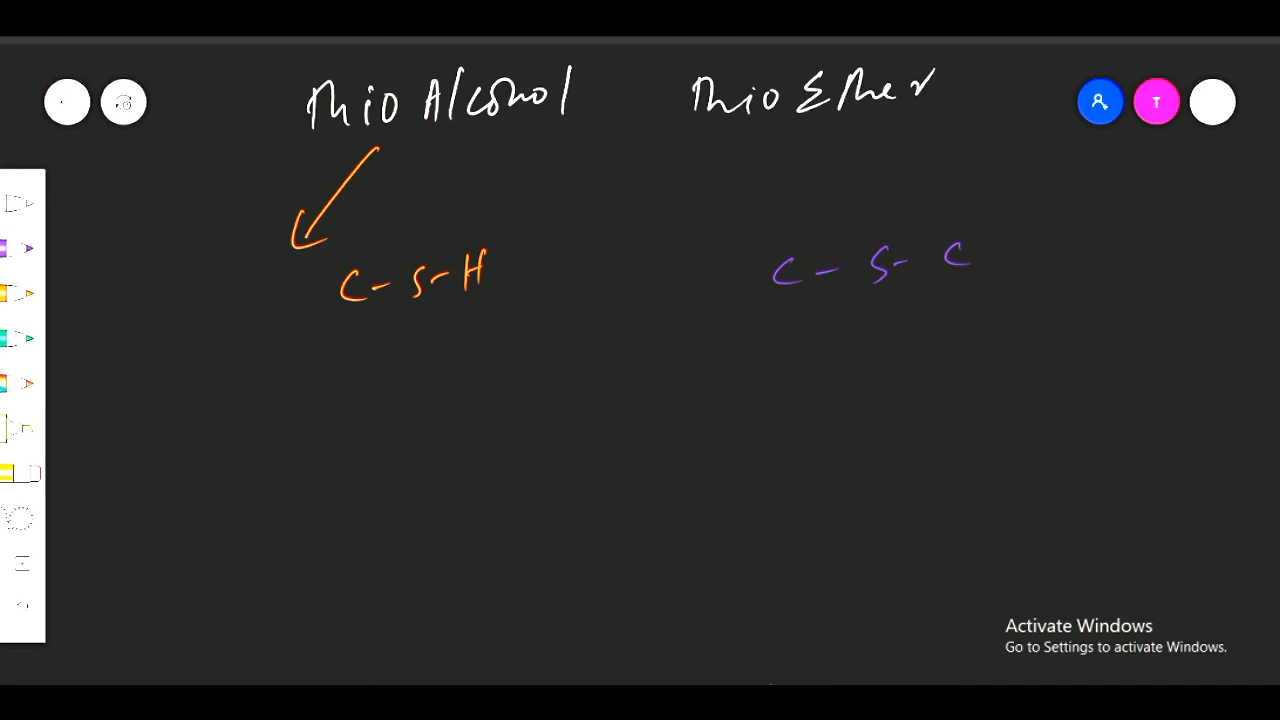 Thio Alcohol Thio Ether
C-S-H C-S-C
T
Activate Windows
Go to Settings to activate Windows.